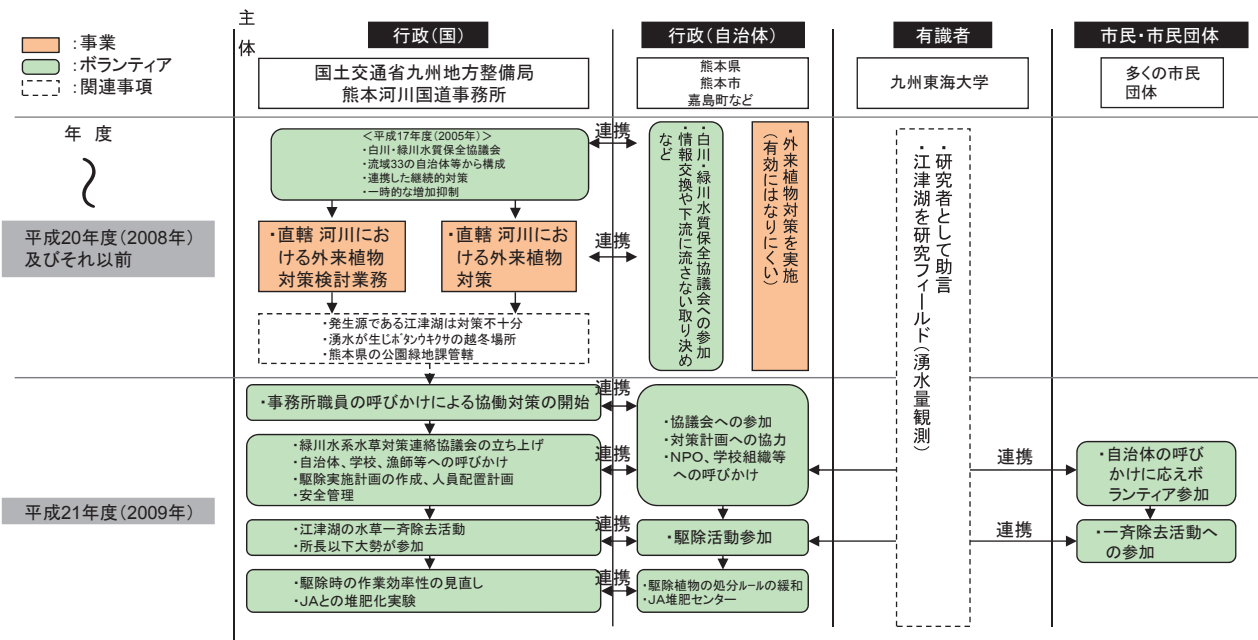 :事業
:ボランティア
:関連事項
主
体
行政(国)
行政(自治体)
有識者
市民・市民団体
国土交通省九州地方整備局
熊本河川国道事務所
熊本県
熊本市
嘉島町など
九州東海大学
多くの市民
団体
年 度
〜
平成20年度(2008年)
及びそれ以前
<平成17年度(2005年)>
・白川・緑川水質保全協議会
・流域33の自治体等から構成
・連携した継続的対策
・一時的な増加抑制
連携
・直轄 河川にお
ける外来植物
対策検討業務
・直轄 河川にお
ける外来植物
対策
連携
・発生源である江津湖は対策不十分
・湧水が生じボタンウキクサの越冬場所
・熊本県の公園緑地課管轄
・白川・緑川水質保全協議会への参加
・情報交換や下流に流さない取り決め
など
・外来植物対策を実施
(有効にはなりにくい)
・研究者として助言
・江津湖を研究フィールド(湧水量観測)
平成21年度(2009年)
・事務所職員の呼びかけによる協働対策の開始
連携
・緑川水系水草対策連絡協議会の立ち上げ
・自治体、学校、漁師等への呼びかけ
・駆除実施計画の作成、人員配置計画
・安全管理
連携
・協議会への参加
・対策計画への協力
・NPO、学校組織等
への呼びかけ
連携
・自治体の呼び
かけに応えボ
ランティア参加
・江津湖の水草一斉除去活動
・所長以下大勢が参加
連携
・駆除活動参加
連携
・一斉除去活動へ
の参加
・駆除時の作業効率性の見直し
・JAとの堆肥化実験
連携
・駆除植物の処分ルールの緩和
・JA堆肥センター